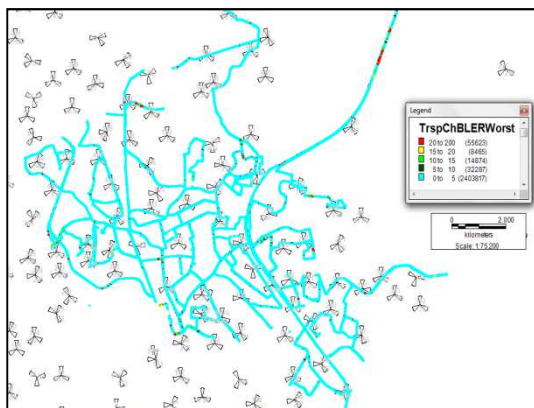 Legend
TrspChBLERWorst
20 to 200 (55623)
15 to 20 (8465)
10 to 15 (14874)
5 to 10 (32287)
0 to 5 (2403817)
0 2,000
kilometers
Scale: 1:75,200